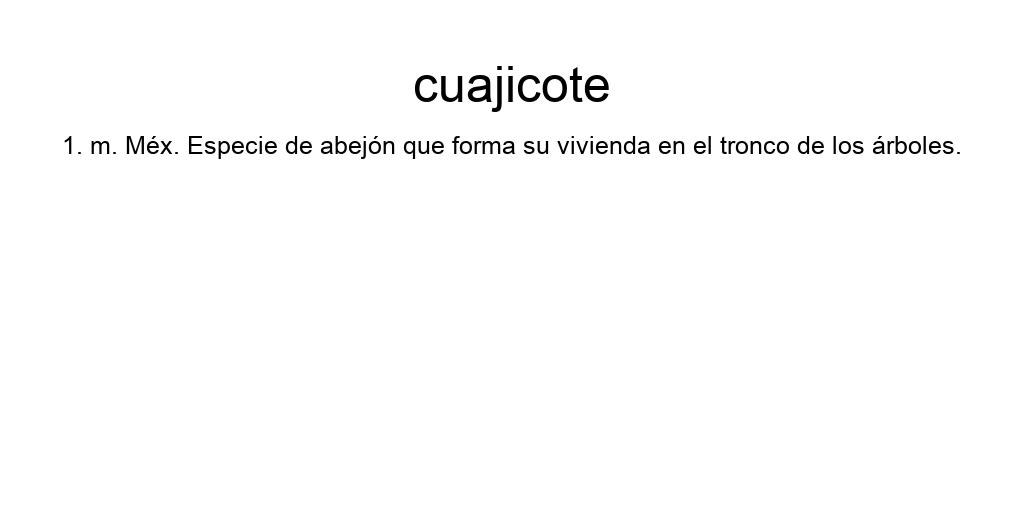 cuajicote
1. m. Méx. Especie de abejón que forma su vivienda en el tronco de los árboles.